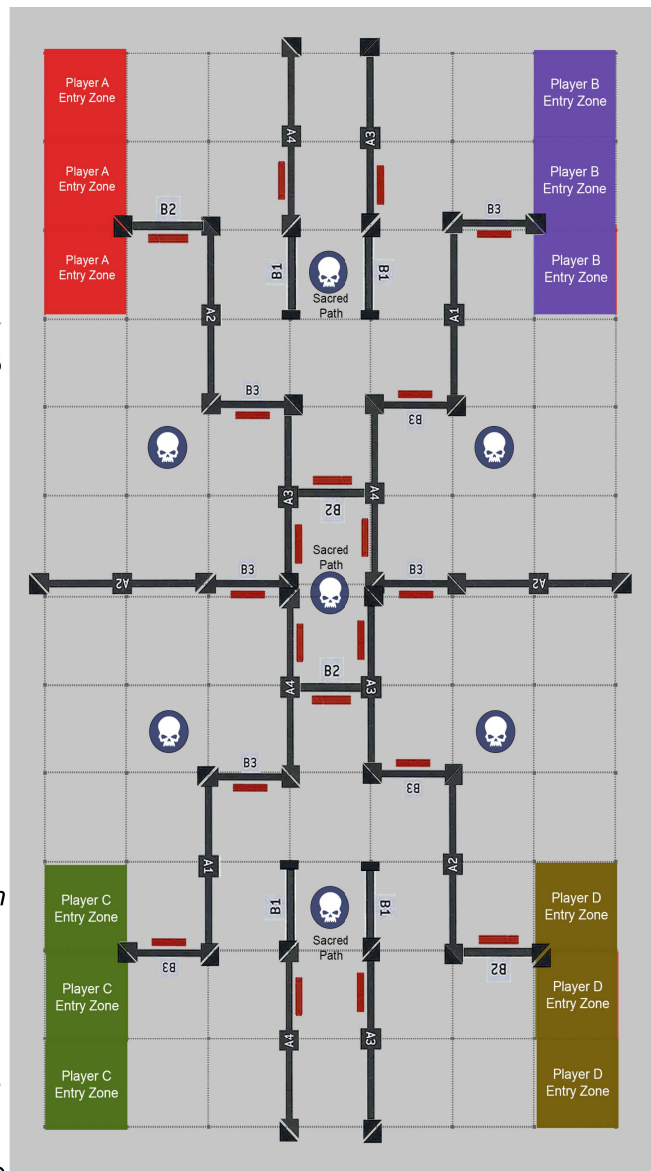 Player A
Entry Zone
Player B
Entry Zone
A4
A3
Player A
Entry Zone
Player B
Entry Zone
B2
B3
Player A
Entry Zone
B1
B1
Sacred
Path
Player B
Entry Zone
A2
A1
B3
B3
A3
A4
B2
Sacred
Path
A2
B3
B3
A2
B2
A4
A3
B3
B3
A1
A2
n
Player C
Entry Zone
B1
B1
Player D
Entry Zone
Sacred
Path
B3
B2
Player C
Entry Zone
Player D
Entry Zone
A4
A3
Player C
Entry Zone
Player D
Entry Zone